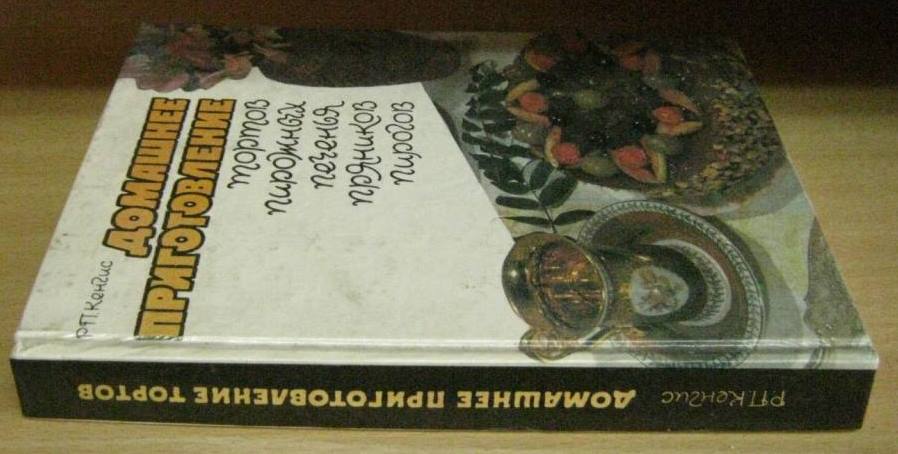 Р.П. Кенгис
ДОМАШНЕЕ
ПРИГОТОВЛЕНИЕ
тортов
пирожных
печенья
пряников
пирогов
Р.П. Кенгис ДОМАШНЕЕ ПРИГОТОВЛЕНИЕ ТОРТОВ